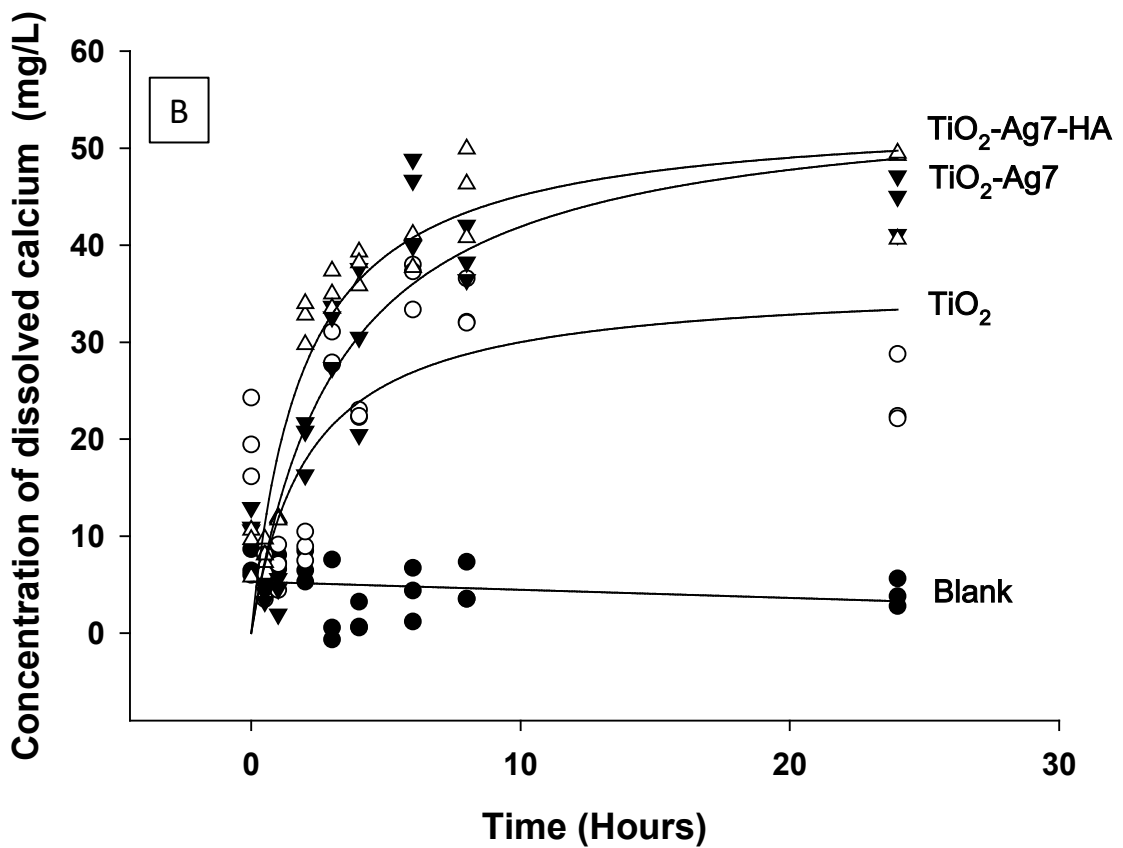 Concentration of dissolved calcium (mg/L)
60
50
40
30
20
10
0
B
TiO₂-Ag7-HA
TiO₂-Ag7
TiO₂
Blank
0 10 20 30
Time (Hours)